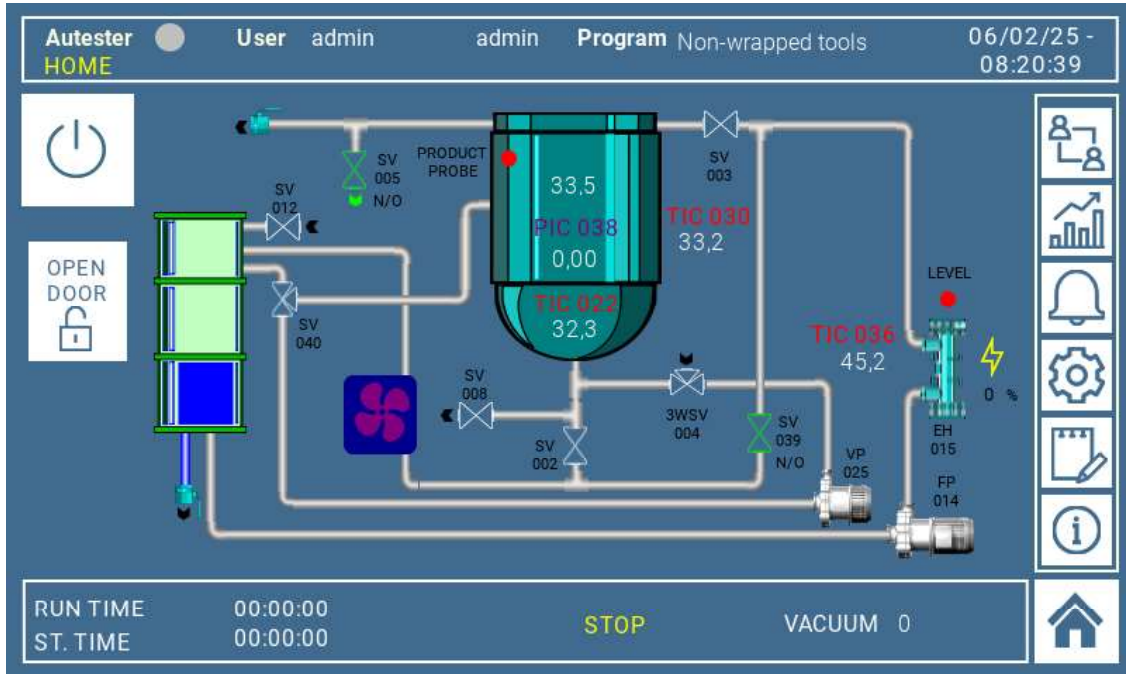 Autester User admin admin Program Non-wrapped tools 06/02/25 -
HOME 08:20:39
PRODUCT
PROBE
SV
005
N/O
SV
003
SV
012
33,5
PIC 038
0,00
TIC 030
33,2
OPEN
DOOR
TIC 022
32,3
LEVEL
SV
040
TIC 036
45,2
0 %
SV
008
3WSV
004
SV
039
N/O
EH
015
SV
002
VP
025
FP
014
RUN TIME 00:00:00
ST. TIME 00:00:00
STOP
VACUUM 0